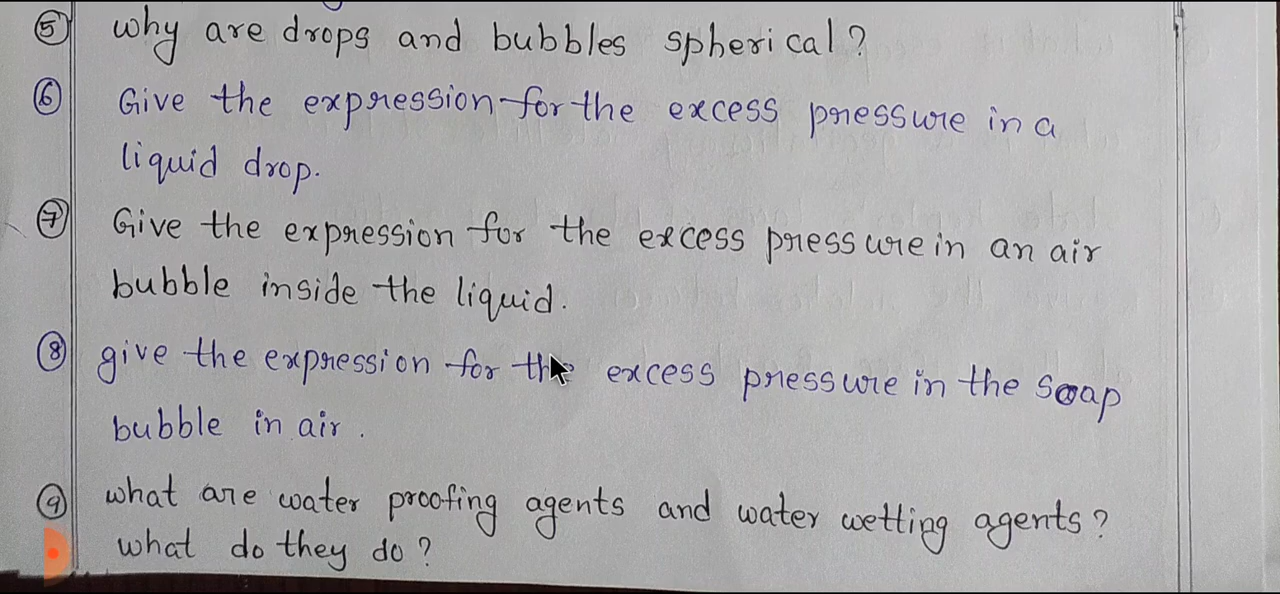 ⑤ why are drops and bubbles spherical?
⑥ Give the expression for the excess pressure in a
liquid drop.
⑦ Give the expression for the excess pressure in an air
bubble inside the liquid.
⑧ give the expression for the excess pressure in the soap
bubble in air.
⑨ what are water proofing agents and water wetting agents?
what do they do?